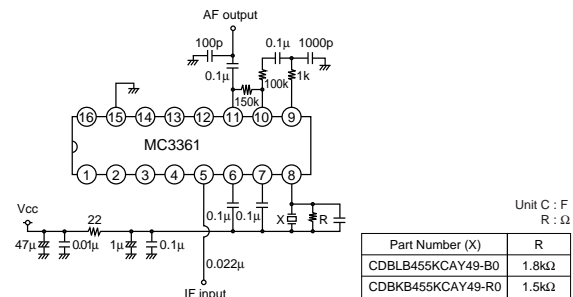 AF output
100p
0.1μ
1000p
0.1μ
100k
1k
150k
16 15 14 13 12 11 10 9
MC3361
1 2 3 4 5 6 7 8
Vcc
22
0.1μ
0.1μ
X
R
47μ
0.01μ
1μ
0.1μ
0.022μ
IF input
Unit C : F
R : Ω
Part Number (X) R
CDBLB455KCAY49-B0 1.8kΩ
CDBKB455KCAY49-R0 1.5kΩ